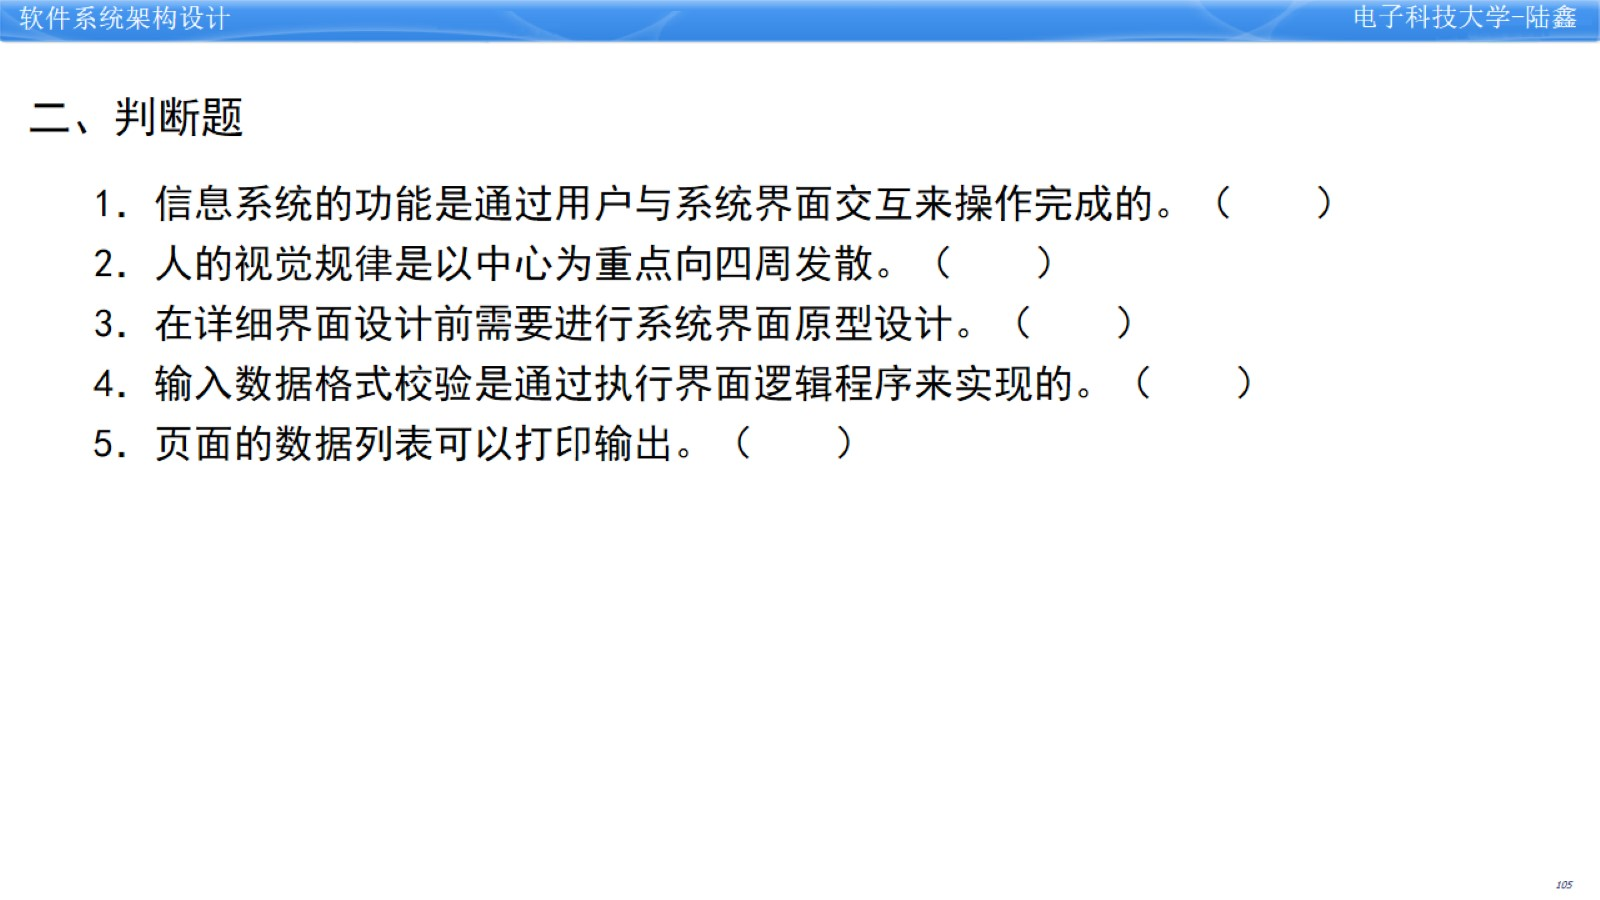 软件系统架构设计
电子科技大学-陆鑫
二、判断题
1. 信息系统的功能是通过用户与系统界面交互来操作完成的。（　　）
2. 人的视觉规律是以中心为重点向四周发散。（　　）
3. 在详细界面设计前需要进行系统界面原型设计。（　　）
4. 输入数据格式校验是通过执行界面逻辑程序来实现的。（　　）
5. 页面的数据列表可以打印输出。（　　）
105